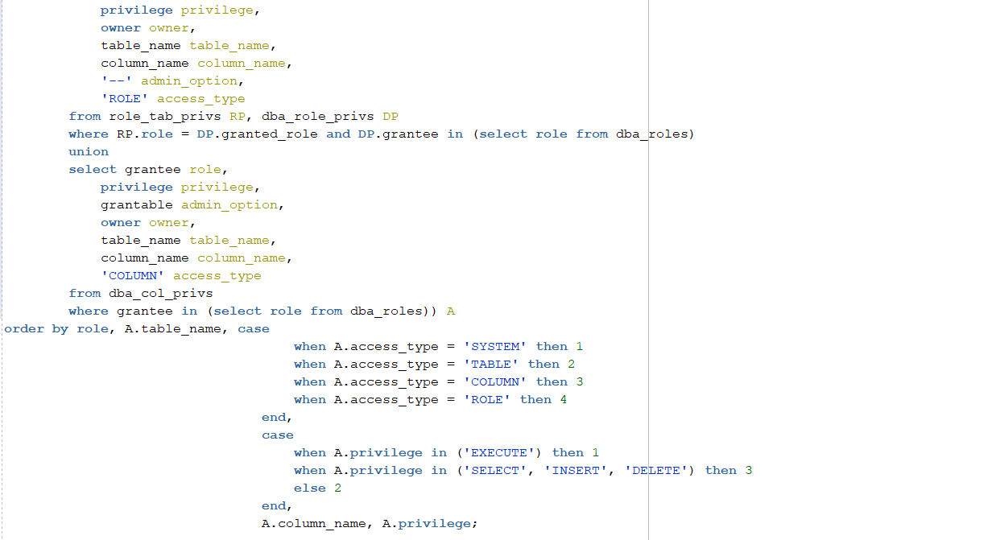 privilege privilege,
owner owner,
table_name table_name,
column_name column_name,
'--' admin_option,
'ROLE' access_type
from role_tab_privs RP, dba_role_privs DP
where RP.role = DP.granted_role and DP.grantee in (select role from dba_roles)
union
select grantee role,
privilege privilege,
grantable admin_option,
owner owner,
table_name table_name,
column_name column_name,
'COLUMN' access_type
from dba_col_privs
where grantee in (select role from dba_roles)) A
order by role, A.table_name, case
when A.access_type = 'SYSTEM' then 1
when A.access_type = 'TABLE' then 2
when A.access_type = 'COLUMN' then 3
when A.access_type = 'ROLE' then 4
end,
case
when A.privilege in ('EXECUTE') then 1
when A.privilege in ('SELECT', 'INSERT', 'DELETE') then 3
else 2
end,
A.column_name, A.privilege;